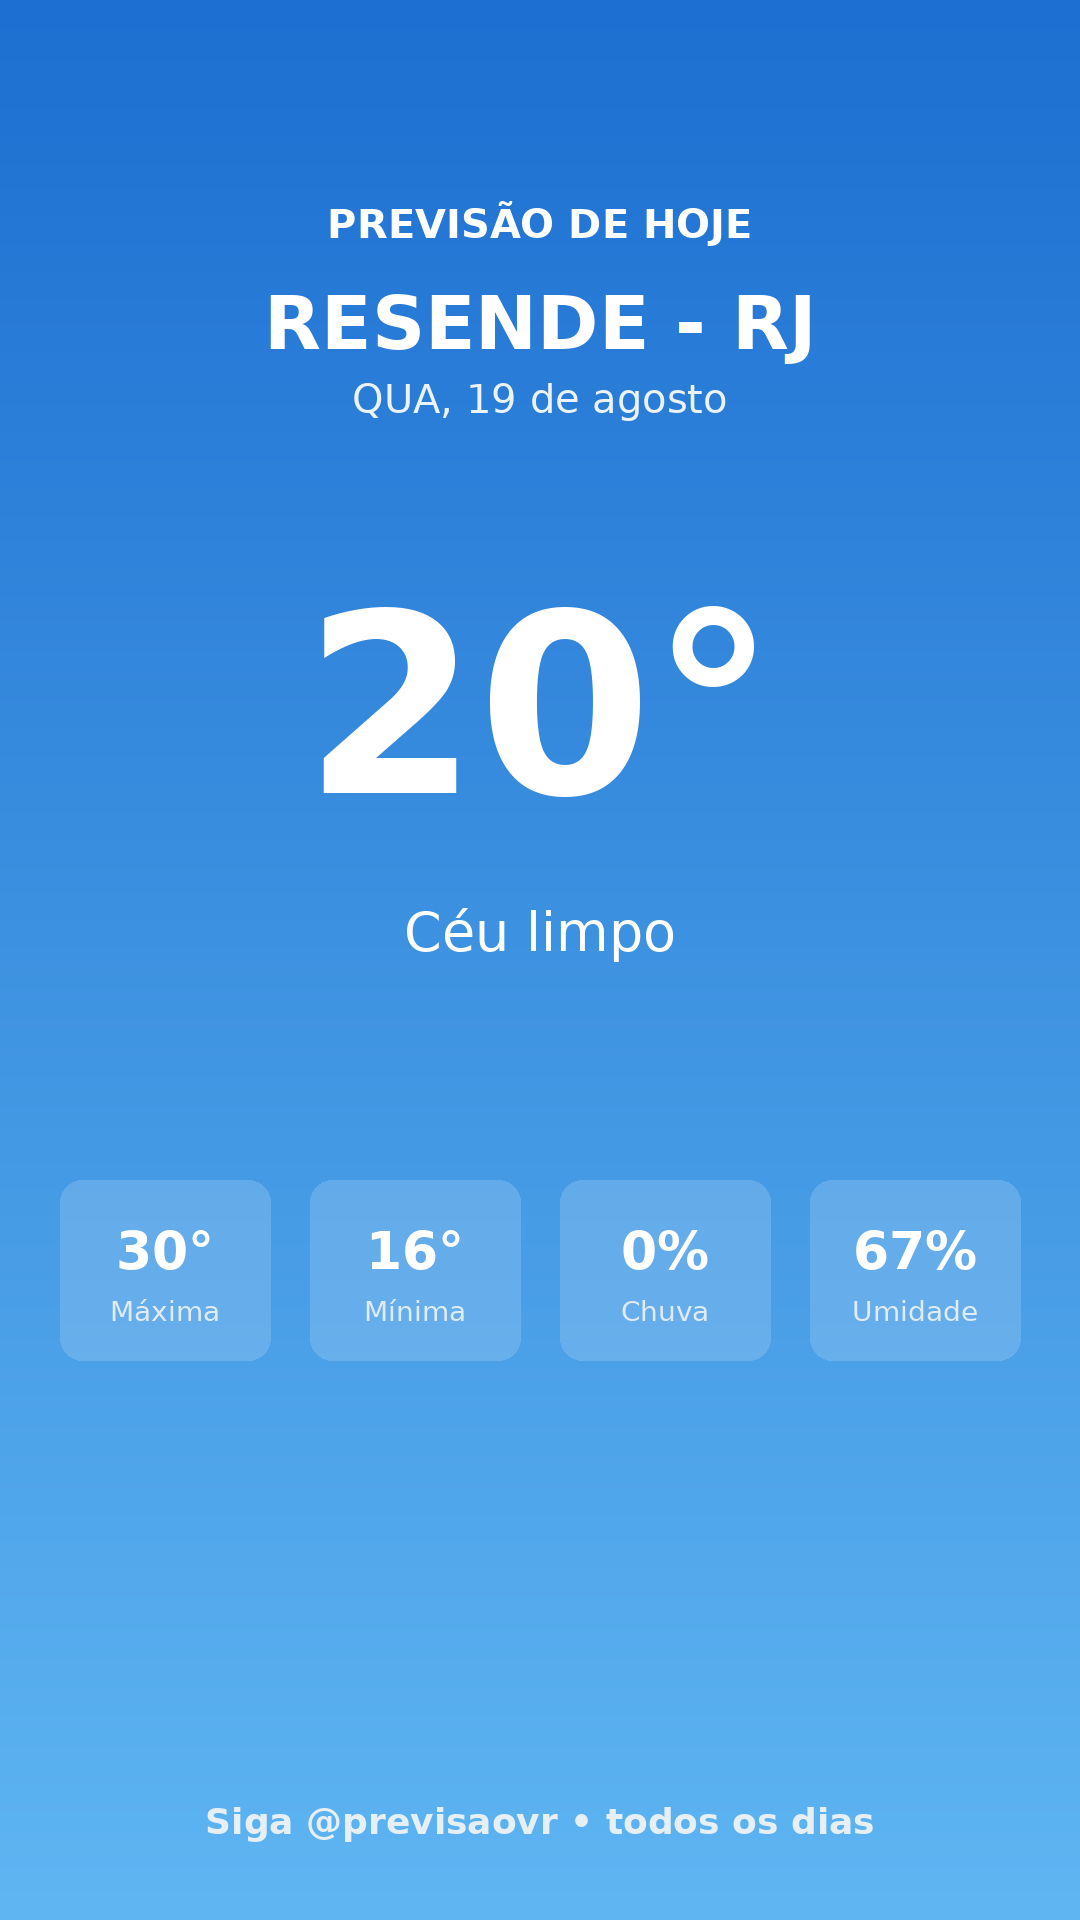 PREVISÃO DE HOJE
RESENDE - RJ
QUA, 19 de agosto
20°
Céu limpo
30° 16° 0% 67%
Máxima Mínima Chuva Umidade
Siga @previsaovr • todos os dias